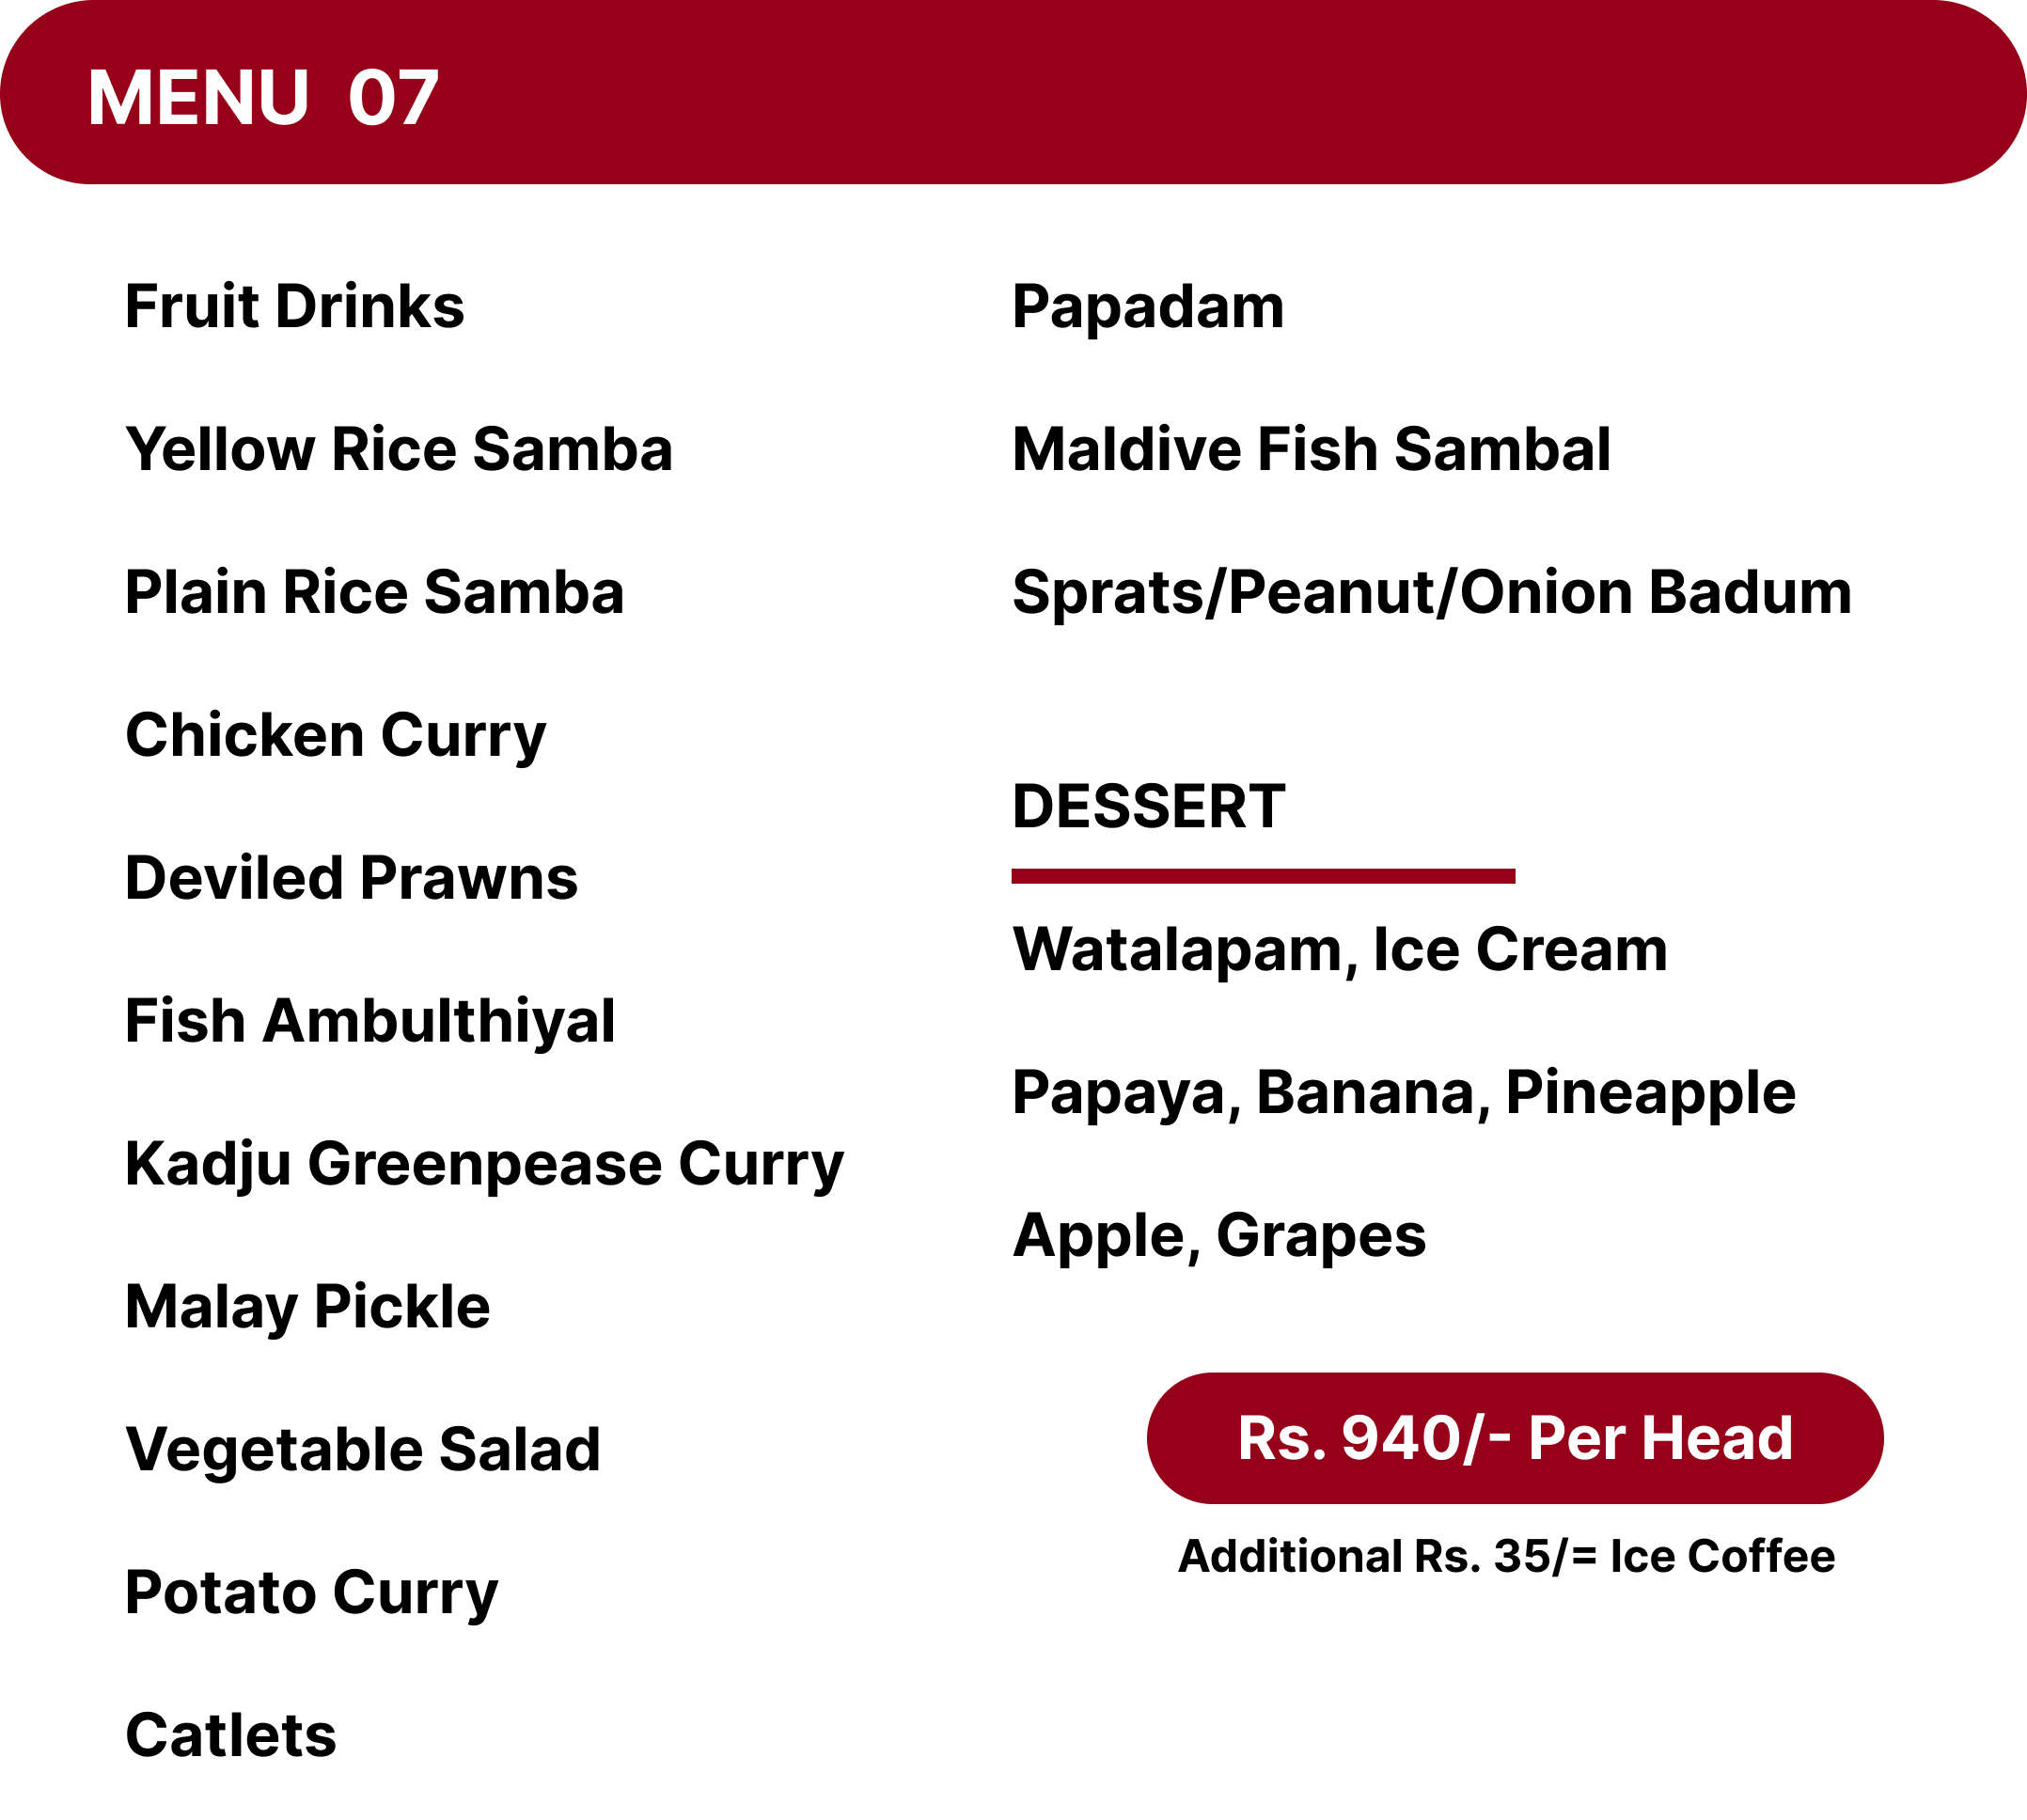 MENU 07
Fruit Drinks
Yellow Rice Samba
Plain Rice Samba
Chicken Curry
Deviled Prawns
Fish Ambulthiyal
Kadju Greenpease Curry
Malay Pickle
Vegetable Salad
Potato Curry
Catlets
Papadam
Maldive Fish Sambal
Sprats/Peanut/Onion Badum
DESSERT
Watalapam, Ice Cream
Papaya, Banana, Pineapple
Apple, Grapes
Rs. 940/- Per Head
Additional Rs. 35/= Ice Coffee